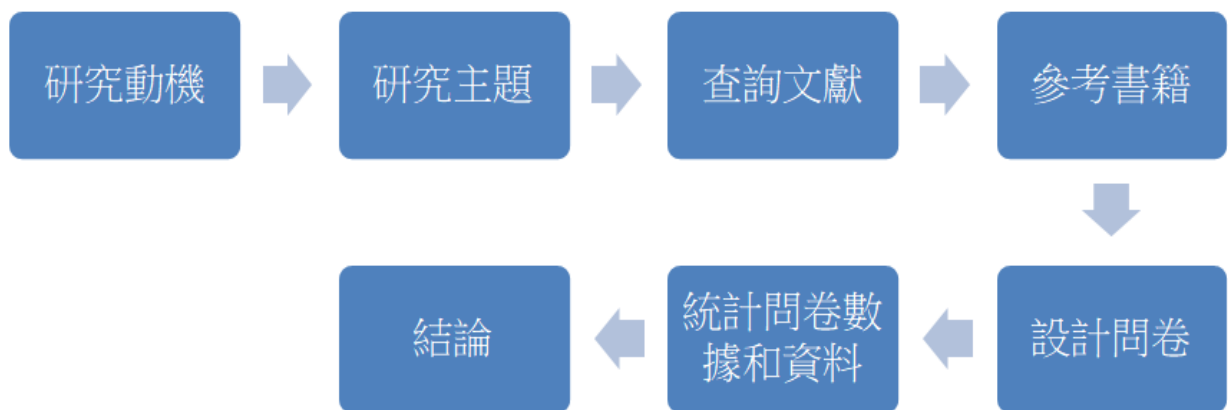 研究動機
研究主題
查詢文獻
參考書籍
設計問卷
統計問卷數
據和資料
結論